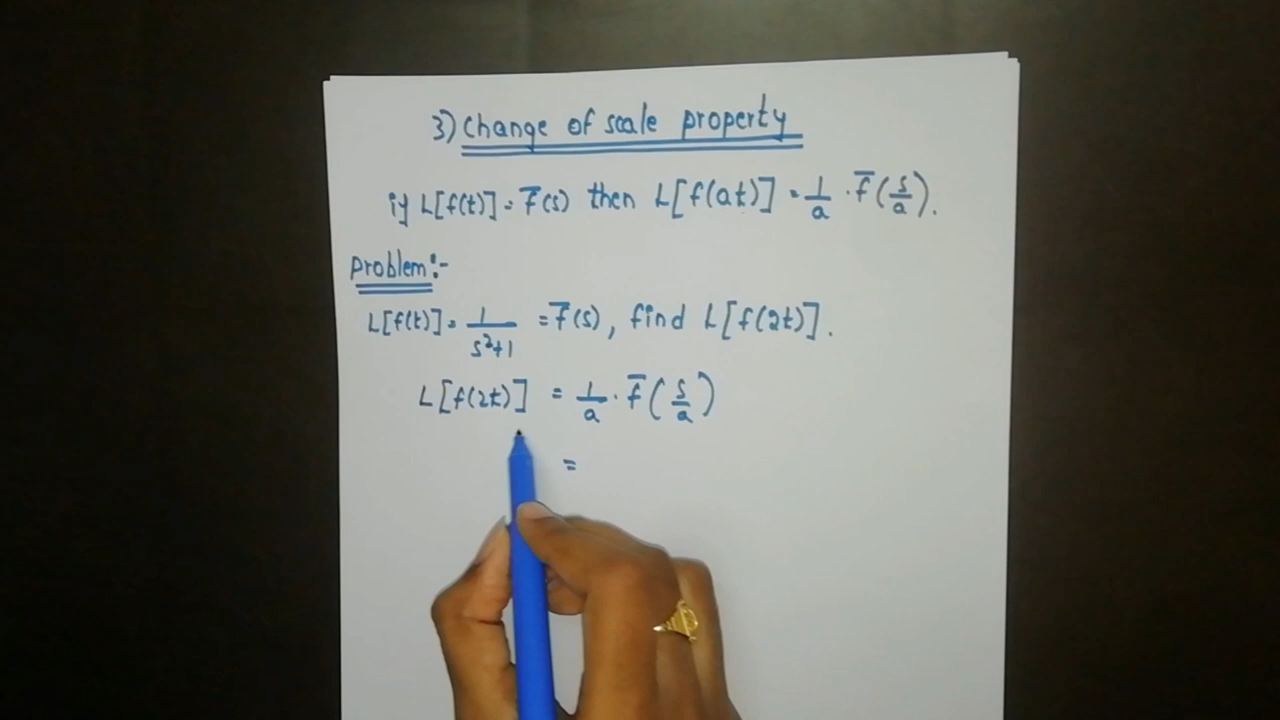 3) Change of scale property
if L[f(t)] = f̅(s) then L[f(at)] = 1/a · f̅(s/a).
Problem:-
L[f(t)] = 1/(s²+1) = f̅(s), find L[f(2t)].
L[f(2t)] = 1/a · f̅(s/a)
=